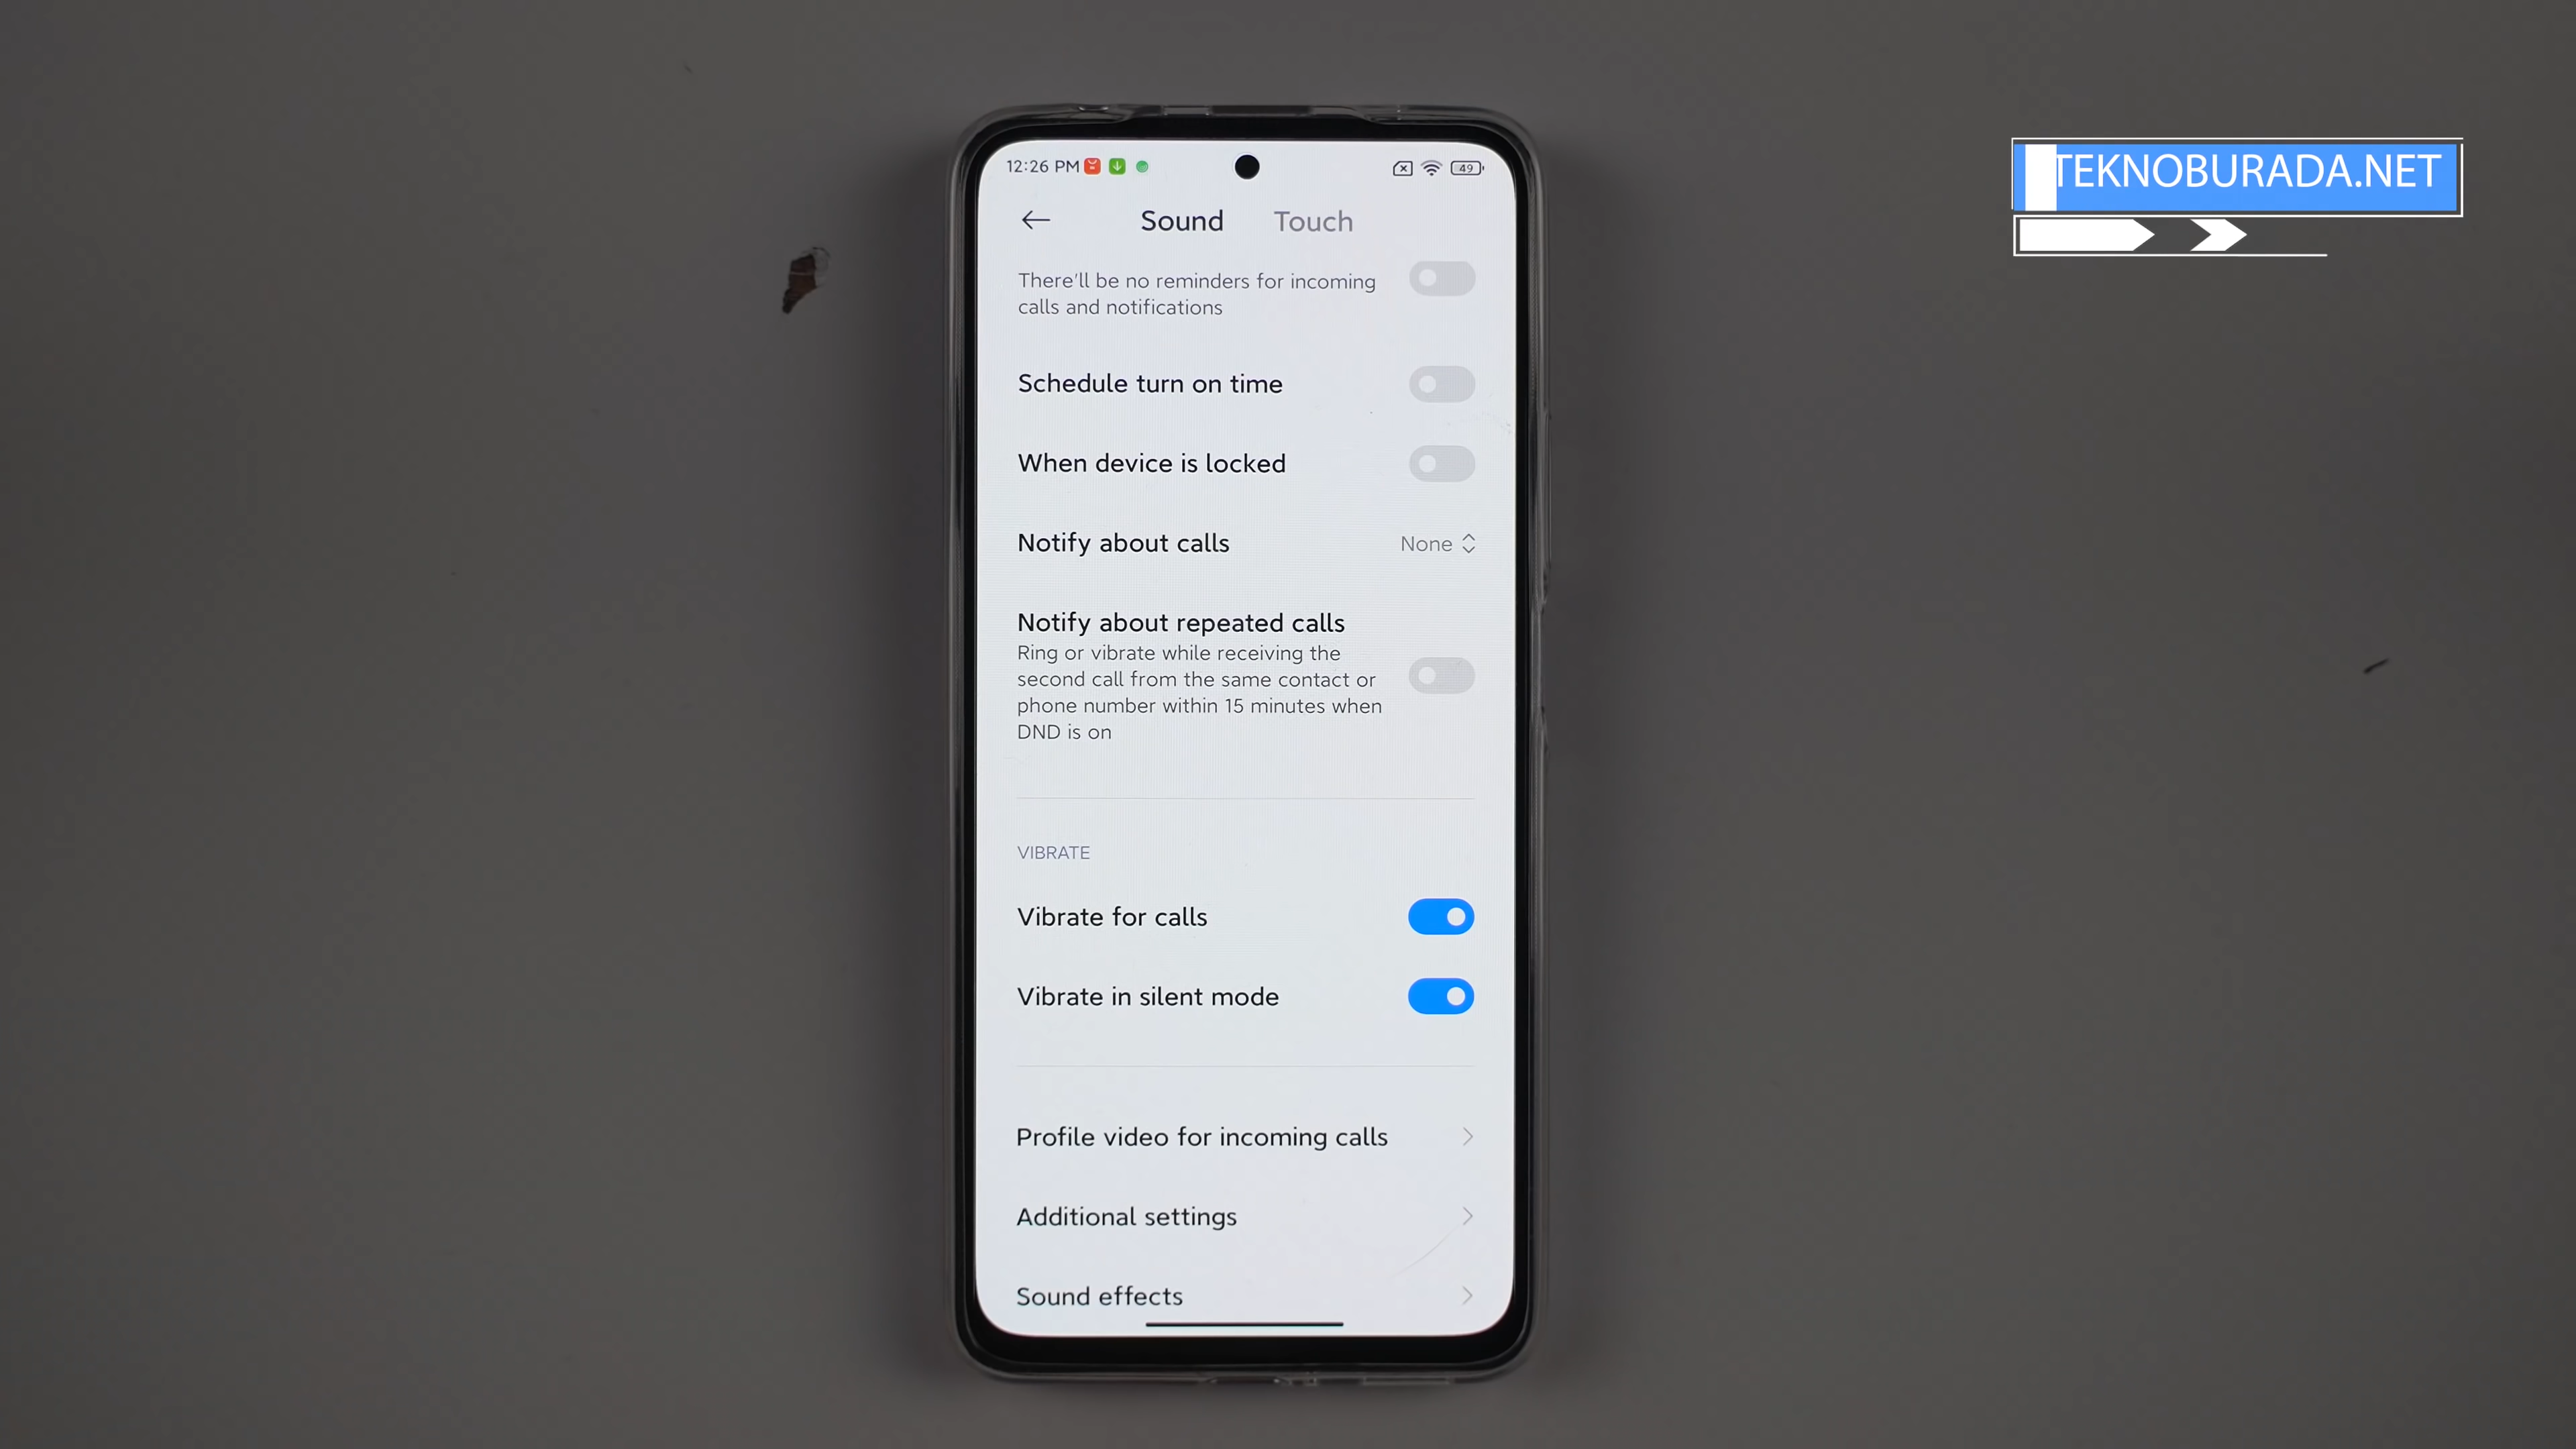 TEKNOBURADA.NET
12:26 PM
49
Sound Touch
There'll be no reminders for incoming
calls and notifications
Schedule turn on time
When device is locked
Notify about calls
None
Notify about repeated calls
Ring or vibrate while receiving the
second call from the same contact or
phone number within 15 minutes when
DND is on
VIBRATE
Vibrate for calls
Vibrate in silent mode
Profile video for incoming calls
Additional settings
Sound effects